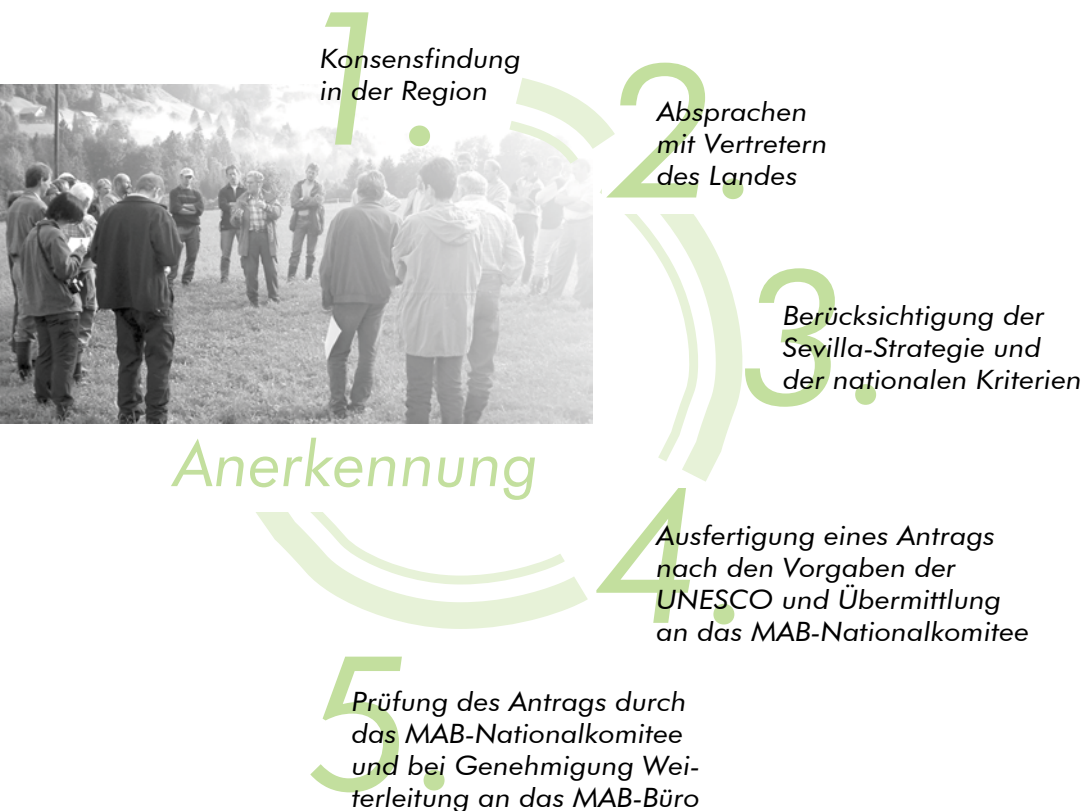 1.
Konsensfindung
in der Region
2.
Absprachen
mit Vertretern
des Landes
3.
Berücksichtigung der
Sevilla-Strategie und
der nationalen Kriterien
Anerkennung
4.
Ausfertigung eines Antrags
nach den Vorgaben der
UNESCO und Übermittlung
an das MAB-Nationalkomitee
5.
Prüfung des Antrags durch
das MAB-Nationalkomitee
und bei Genehmigung Wei-
terleitung an das MAB-Büro